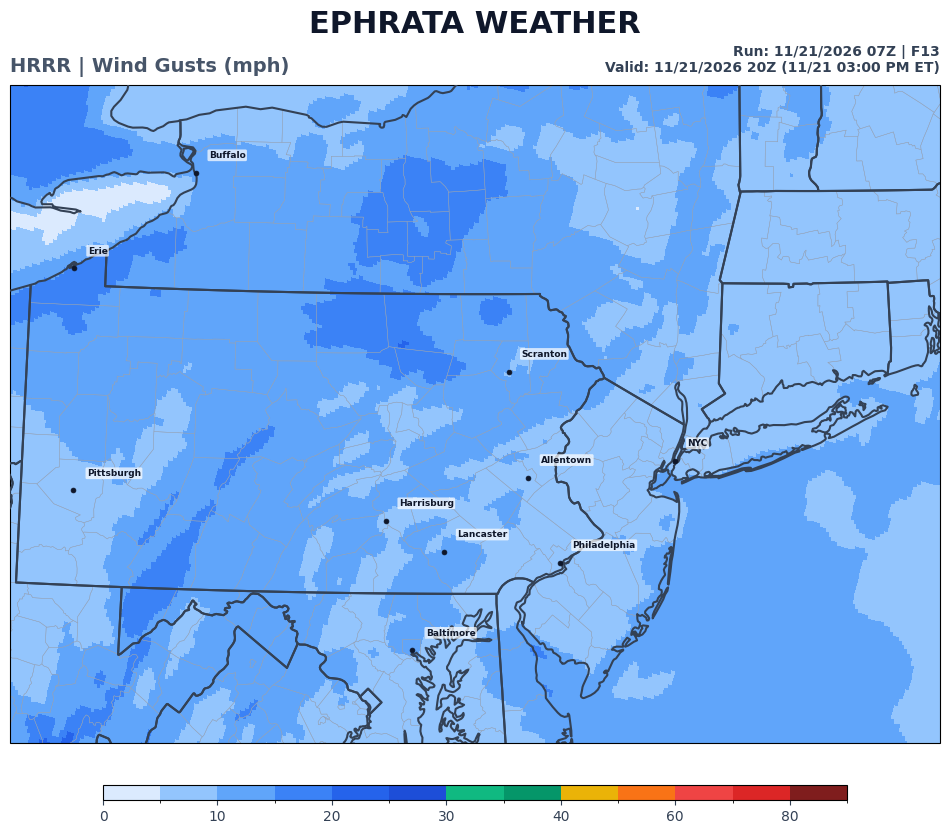 EPHRATA WEATHER
HRRR | Wind Gusts (mph)
Run: 11/21/2026 07Z | F13
Valid: 11/21/2026 20Z (11/21 03:00 PM ET)
Buffalo
Erie
Scranton
NYC
Allentown
Pittsburgh
Harrisburg
Lancaster
Philadelphia
Baltimore
0 10 20 30 40 50 60 70 80